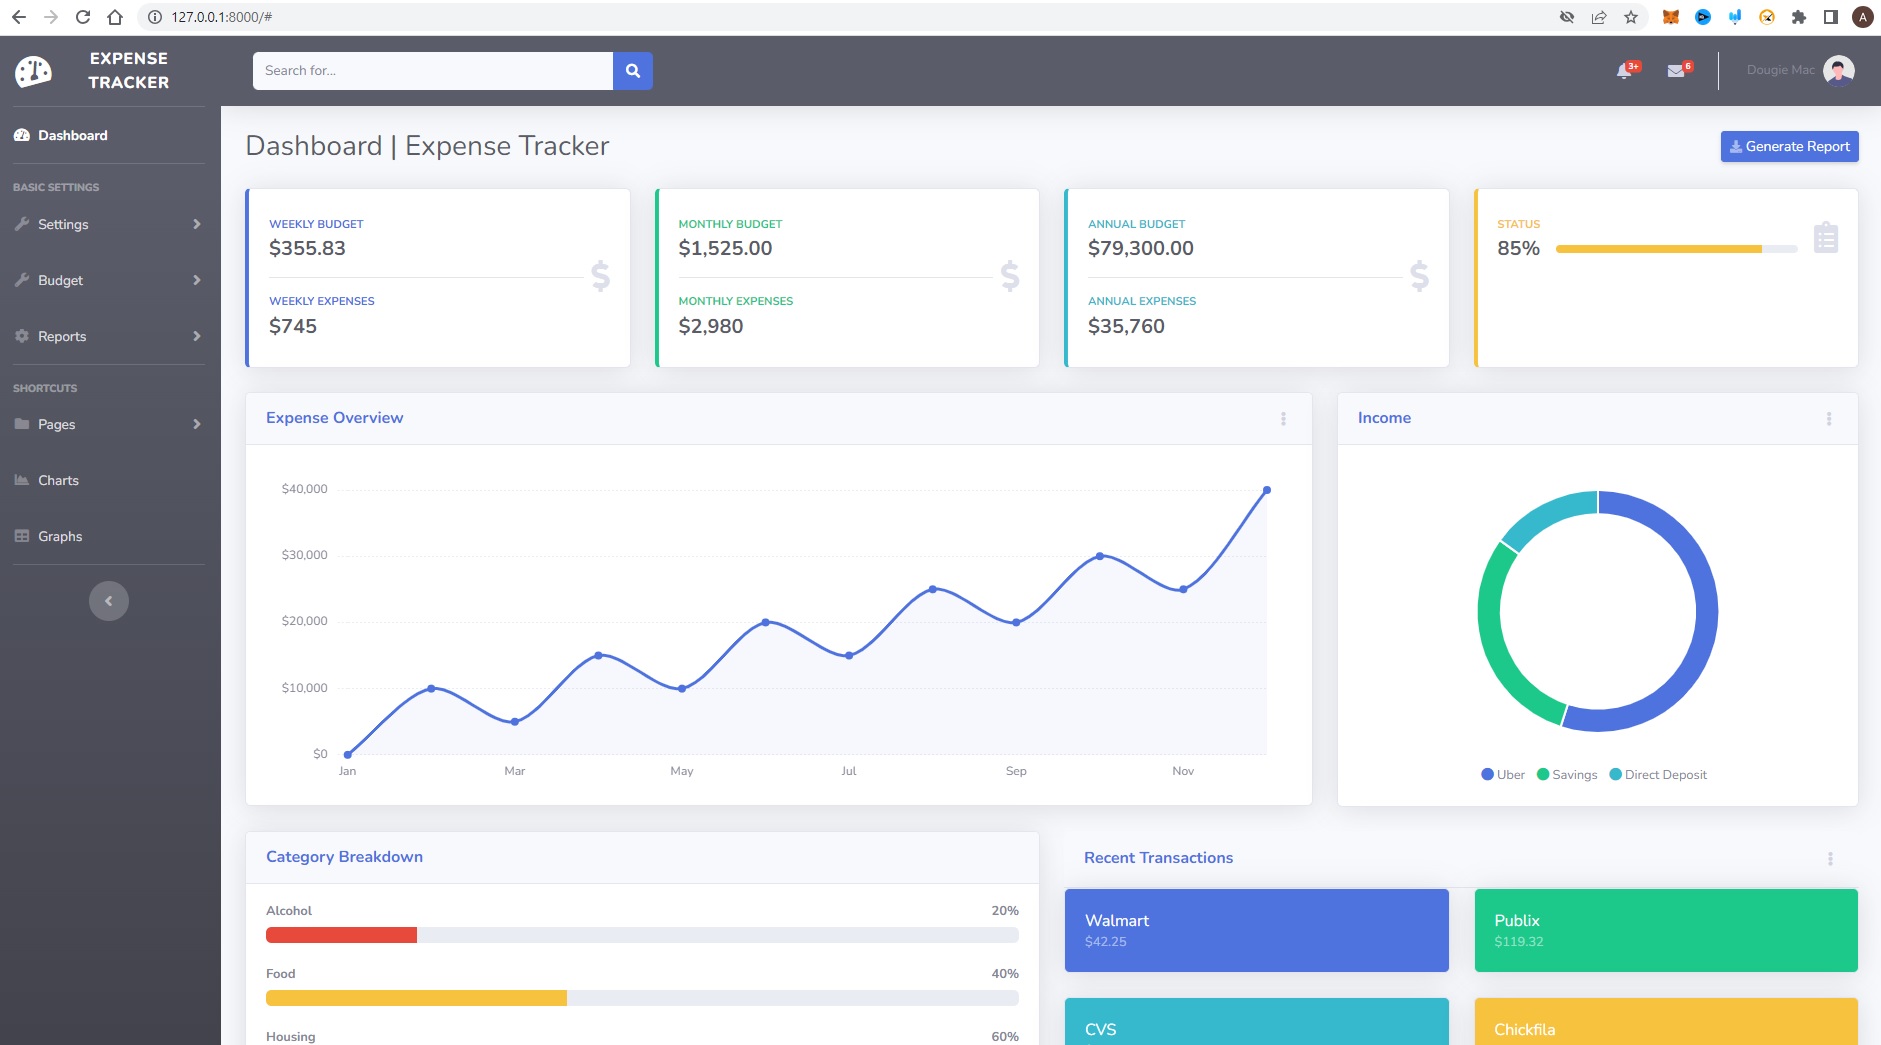 127.0.0.1:8000/#
A
EXPENSE
TRACKER
Search for...
3+
6
Dougie Mac
Dashboard
BASIC SETTINGS
Settings
Budget
Reports
SHORTCUTS
Pages
Charts
Graphs
Dashboard | Expense Tracker
Generate Report
WEEKLY BUDGET
$355.83
WEEKLY EXPENSES
$745
MONTHLY BUDGET
$1,525.00
MONTHLY EXPENSES
$2,980
ANNUAL BUDGET
$79,300.00
ANNUAL EXPENSES
$35,760
STATUS
85%
Expense Overview
$40,000
$30,000
$20,000
$10,000
$0
Jan Mar May Jul Sep Nov
Income
Uber Savings Direct Deposit
Category Breakdown
Alcohol 20%
Food 40%
Housing 60%
Recent Transactions
Walmart
$42.25
Publix
$119.32
CVS
Chickfila